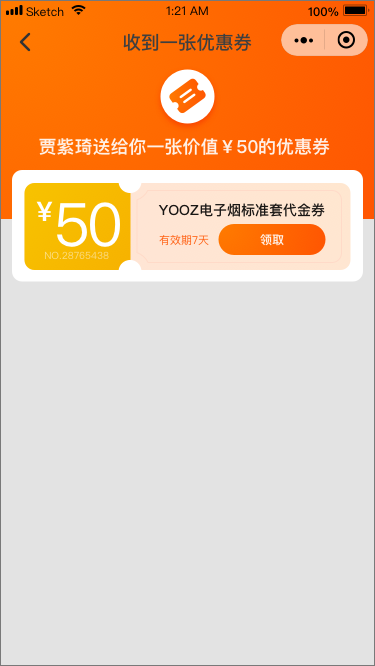 Sketch 1:21 AM 100%
收到一张优惠券
贾紫琦送给你一张价值￥50的优惠券
¥50
NO.28765438
YOOZ电子烟标准套代金券
有效期7天 领取